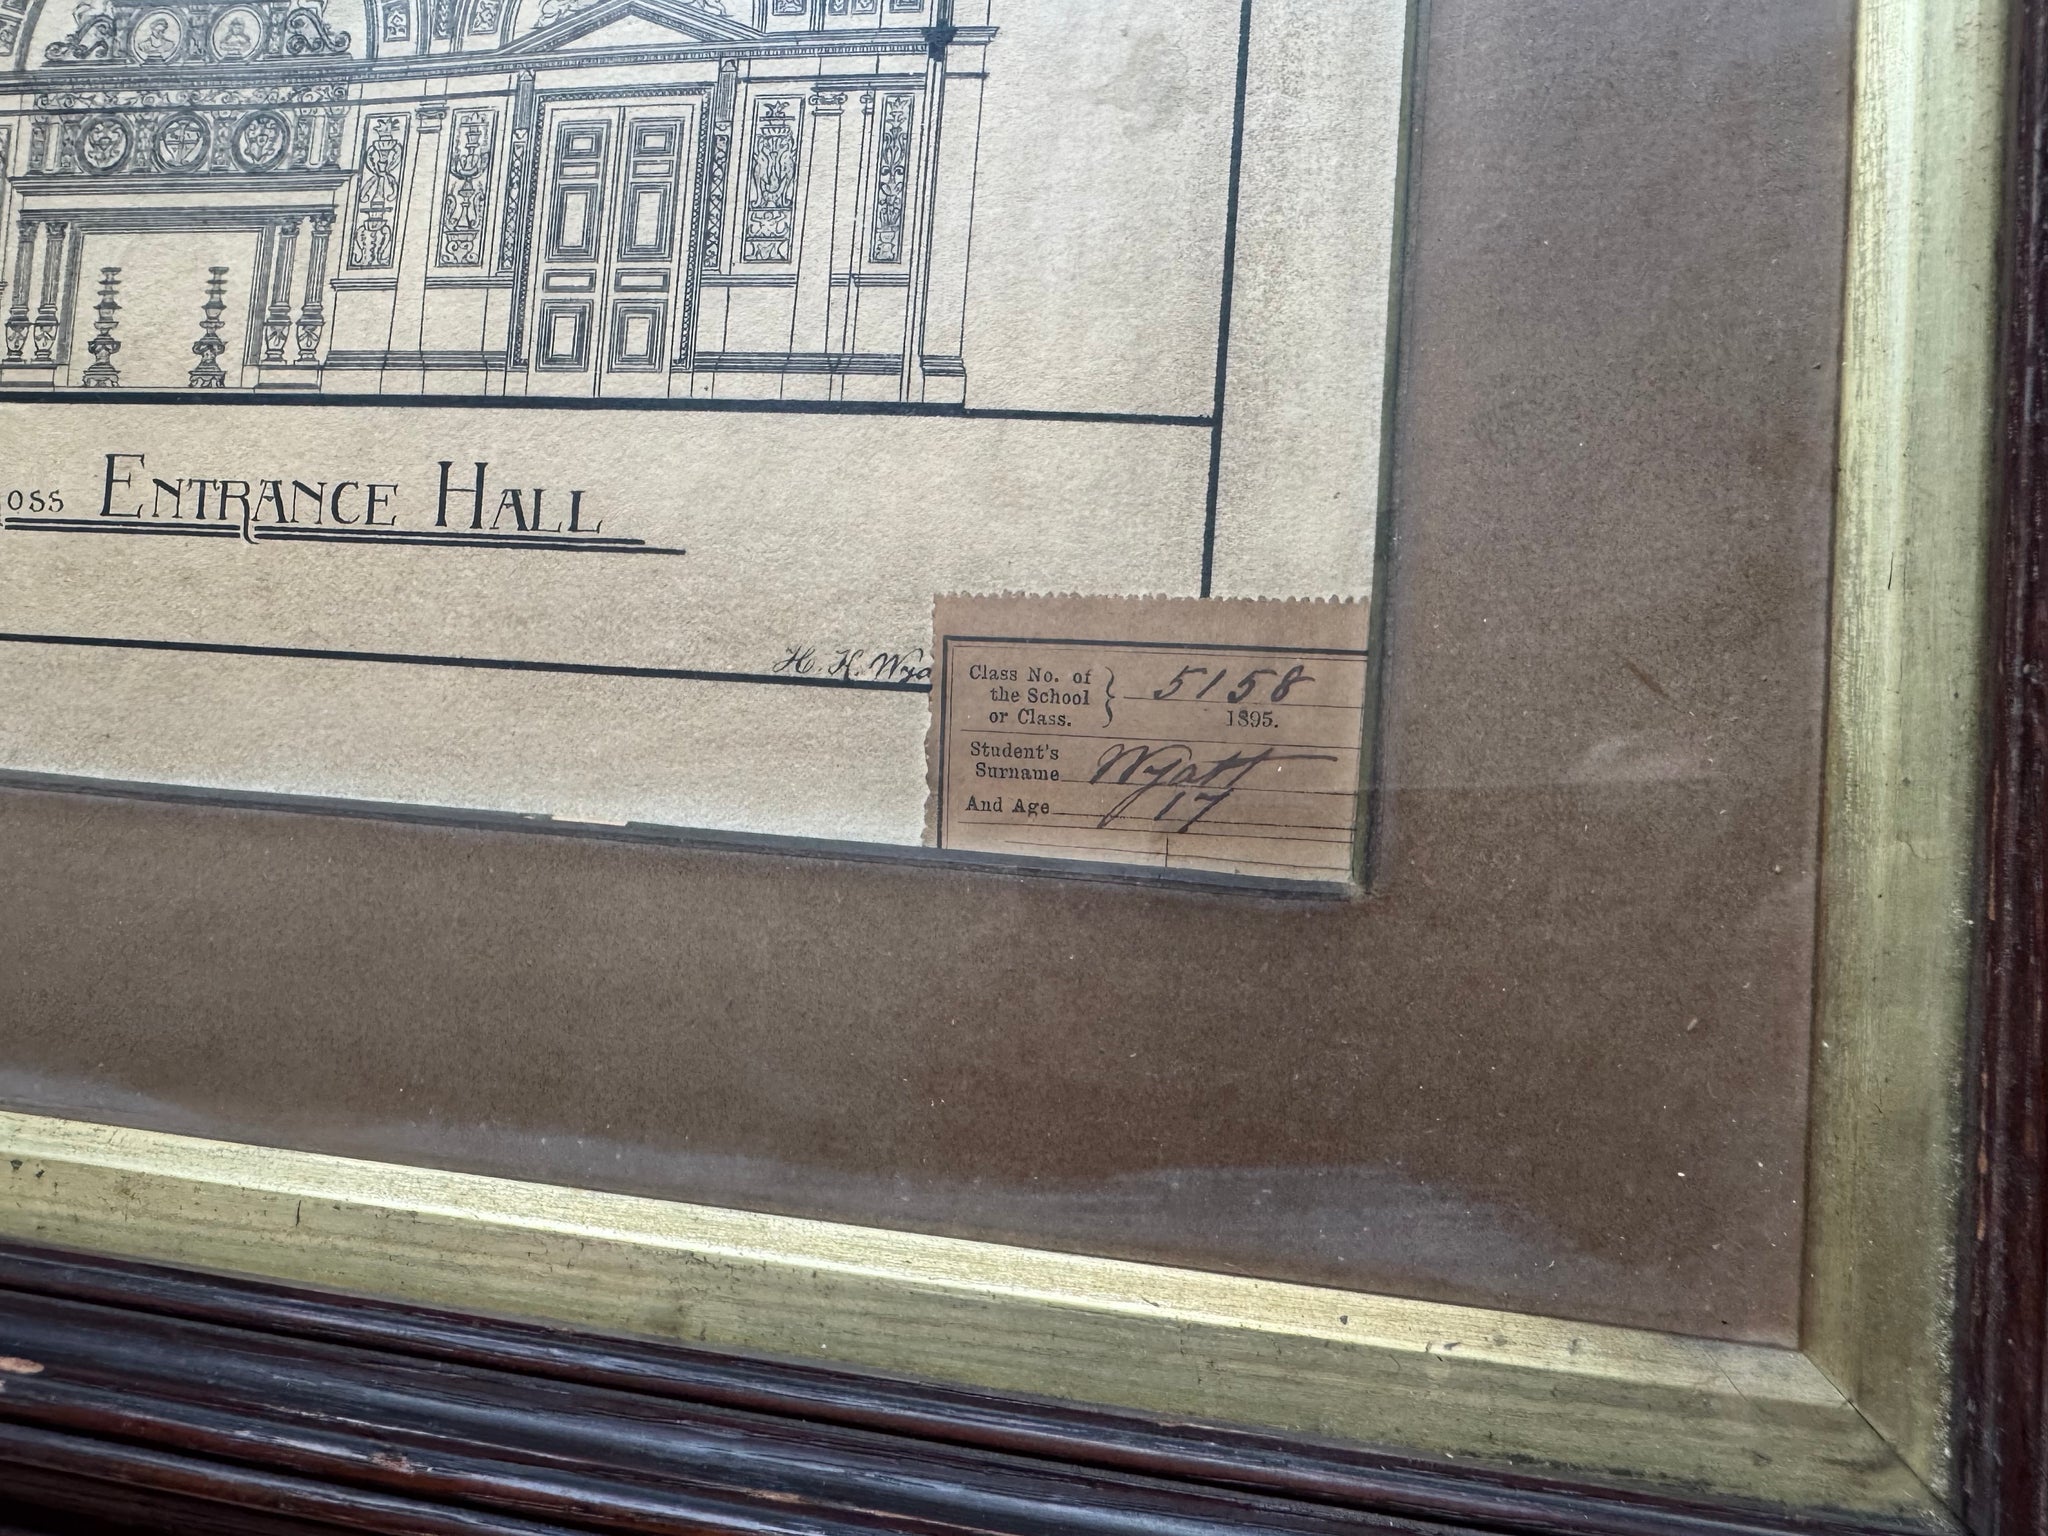 oss ENTRANCE HALL
H. H. Wya
Class No. of
the School
or Class.
5158
1895.
Student's
Surname
Wyatt
And Age 17